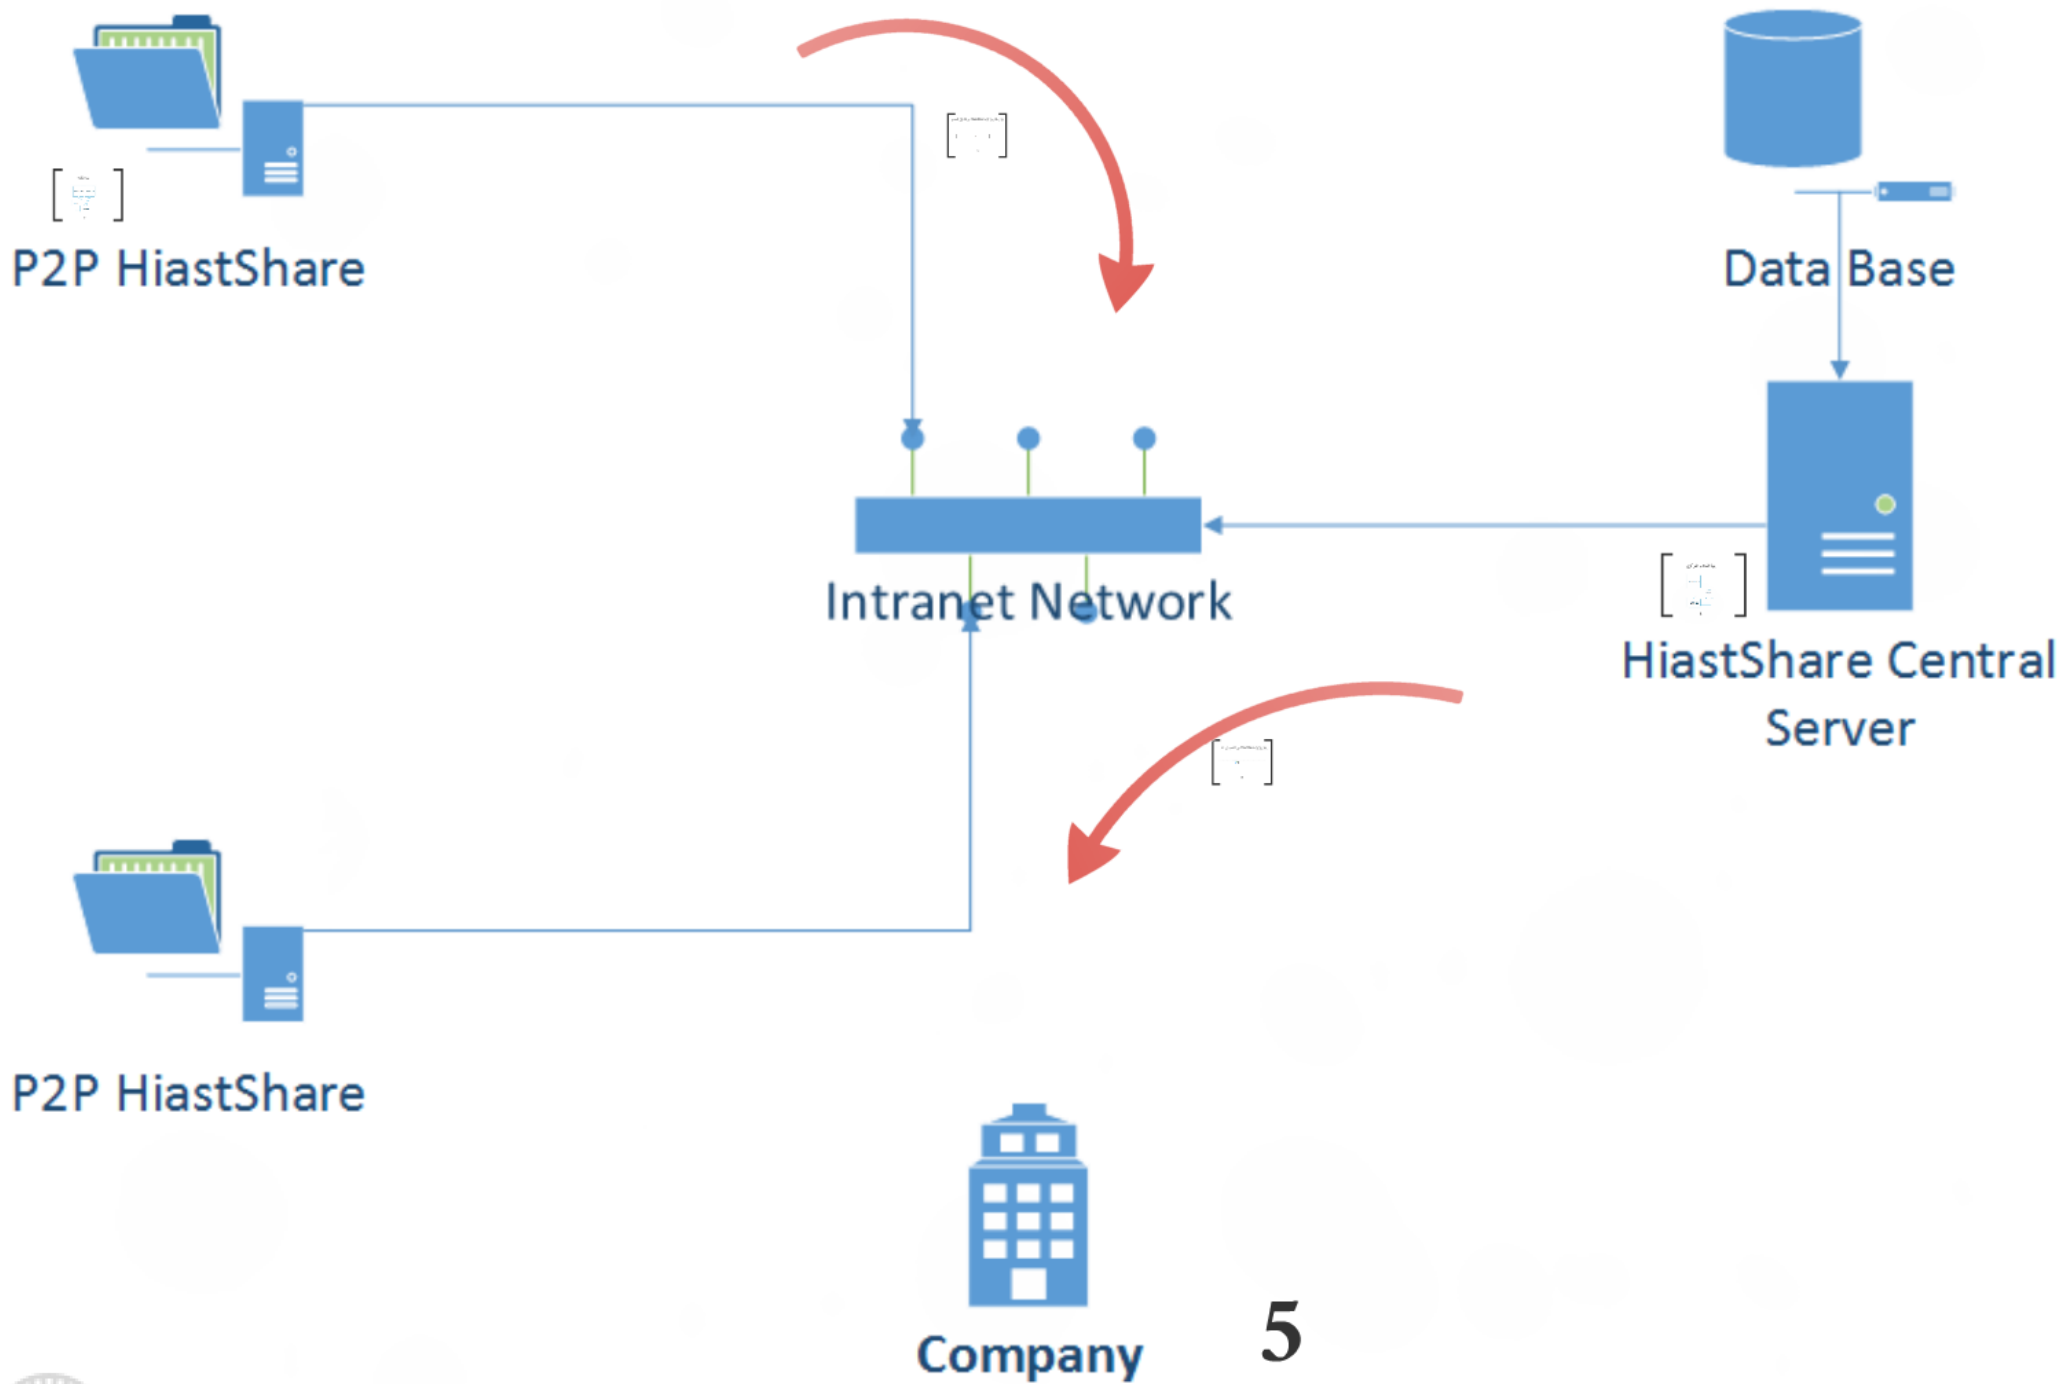 P2P HiastShare
Data Base
Intranet Network
HiastShare Central
Server
P2P HiastShare
Company
5